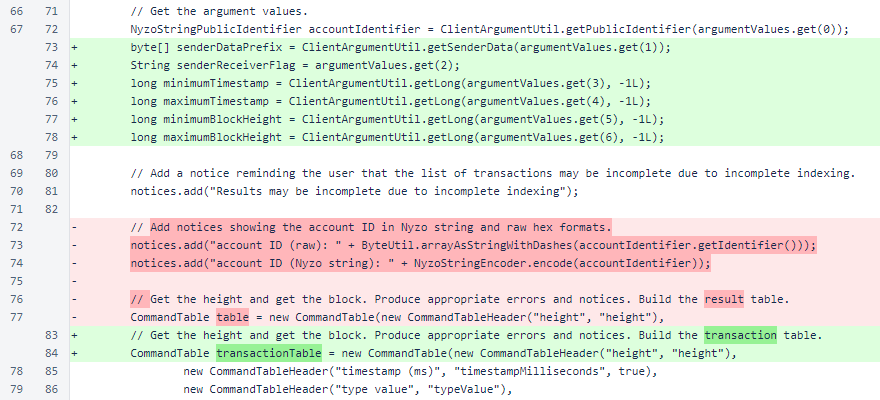 66 71 // Get the argument values.
67 72 NyzoStringPublicIdentifier accountIdentifier = ClientArgumentUtil.getPublicIdentifier(argumentValues.get(0));
73 + byte[] senderDataPrefix = ClientArgumentUtil.getSenderData(argumentValues.get(1));
74 + String senderReceiverFlag = argumentValues.get(2);
75 + long minimumTimestamp = ClientArgumentUtil.getLong(argumentValues.get(3), -1L);
76 + long maximumTimestamp = ClientArgumentUtil.getLong(argumentValues.get(4), -1L);
77 + long minimumBlockHeight = ClientArgumentUtil.getLong(argumentValues.get(5), -1L);
78 + long maximumBlockHeight = ClientArgumentUtil.getLong(argumentValues.get(6), -1L);
68 79
69 80 // Add a notice reminding the user that the list of transactions may be incomplete due to incomplete indexing.
70 81 notices.add("Results may be incomplete due to incomplete indexing");
71 82
72 - // Add notices showing the account ID in Nyzo string and raw hex formats.
73 - notices.add("account ID (raw): " + ByteUtil.arrayAsStringWithDashes(accountIdentifier.getIdentifier()));
74 - notices.add("account ID (Nyzo string): " + NyzoStringEncoder.encode(accountIdentifier));
75 -
76 - // Get the height and get the block. Produce appropriate errors and notices. Build the result table.
77 - CommandTable table = new CommandTable(new CommandTableHeader("height", "height"),
83 + // Get the height and get the block. Produce appropriate errors and notices. Build the transaction table.
84 + CommandTable transactionTable = new CommandTable(new CommandTableHeader("height", "height"),
78 85 new CommandTableHeader("timestamp (ms)", "timestampMilliseconds", true),
79 86 new CommandTableHeader("type value", "typeValue"),